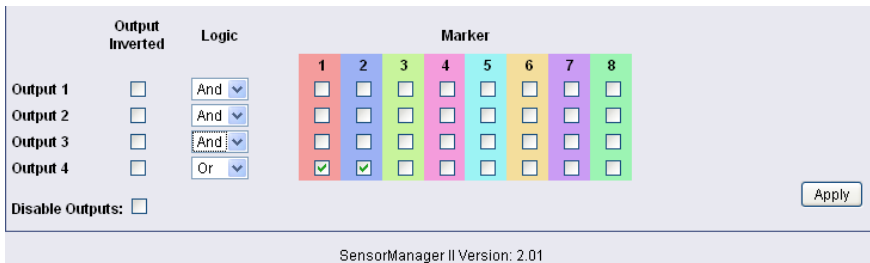 Output Inverted Logic Marker
1 2 3 4 5 6 7 8
Output 1 And
Output 2 And
Output 3 And
Output 4 Or
Disable Outputs:
Apply
SensorManager II Version: 2.01